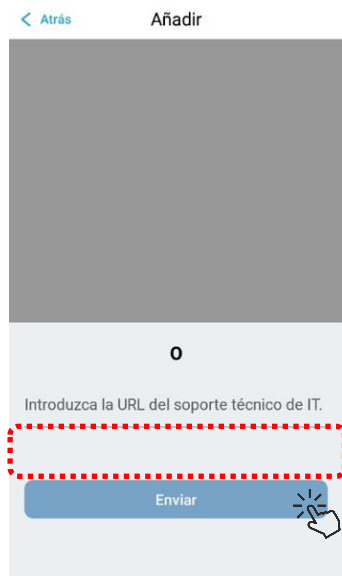 Atrás
Añadir
O
Introduzca la URL del soporte técnico de IT.
Enviar